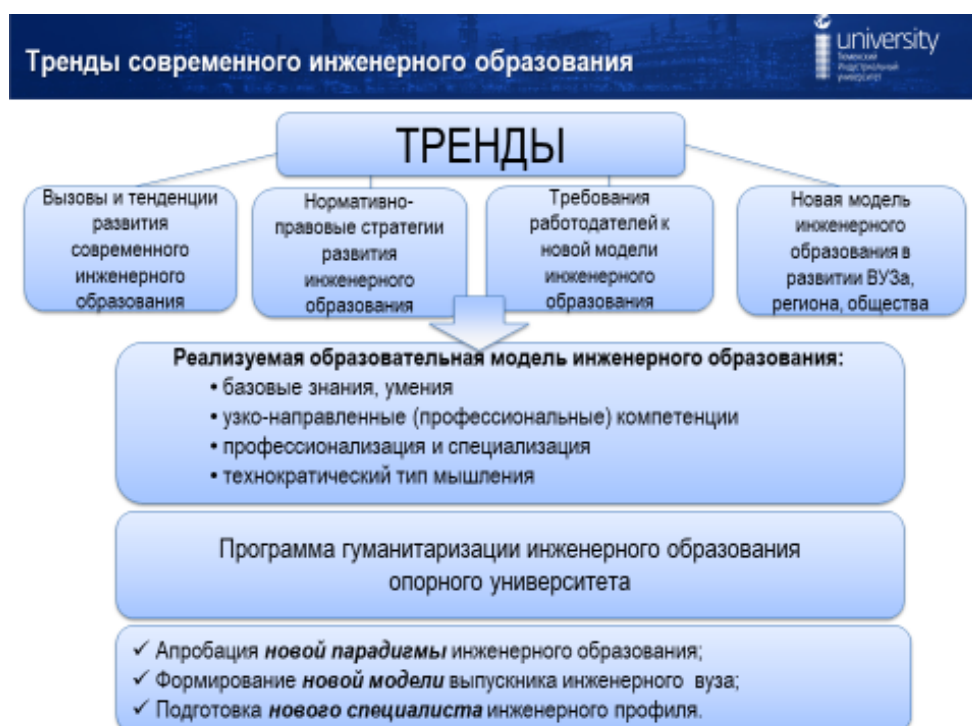 Тренды современного инженерного образования
university
Тюменский
Индустриальный
университет
ТРЕНДЫ
Вызовы и тенденции
развития
современного
инженерного
образования
Нормативно-
правовые стратегии
развития
инженерного
образования
Требования
работодателей к
новой модели
инженерного
образования
Новая модель
инженерного
образования в
развитии ВУЗа,
региона, общества
Реализуемая образовательная модель инженерного образования:
• базовые знания, умения
• узко-направленные (профессиональные) компетенции
• профессионализация и специализация
• технократический тип мышления
Программа гуманитаризации инженерного образования
опорного университета
✓ Апробация новой парадигмы инженерного образования;
✓ Формирование новой модели выпускника инженерного вуза;
✓ Подготовка нового специалиста инженерного профиля.